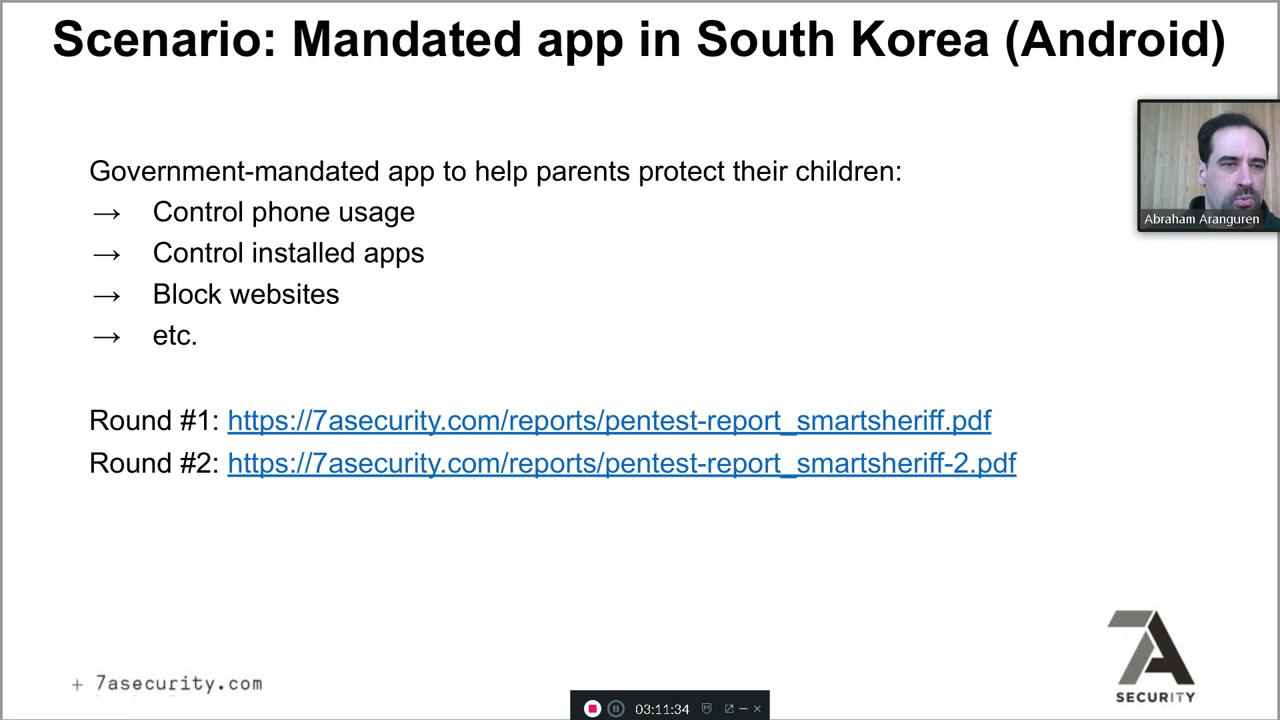 Scenario: Mandated app in South Korea (Android)
Abraham Aranguren
Government-mandated app to help parents protect their children:
→ Control phone usage
→ Control installed apps
→ Block websites
→ etc.
Round #1: https://7asecurity.com/reports/pentest-report_smartsheriff.pdf
Round #2: https://7asecurity.com/reports/pentest-report_smartsheriff-2.pdf
+ 7asecurity.com
7A
SECURITY
03:11:34